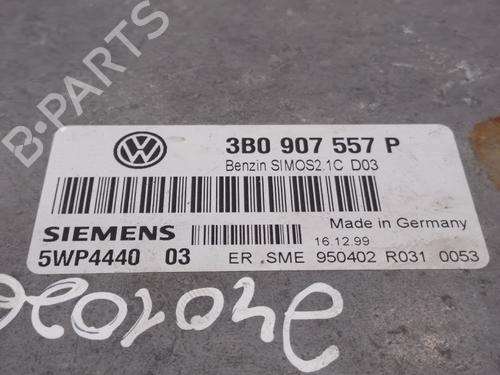 3B0 907 557 P
Benzin SIMOS2.1C D03
Made in Germany
SIEMENS
16.12.99
5WP4440 03
ER .SME 950402 R031 0053